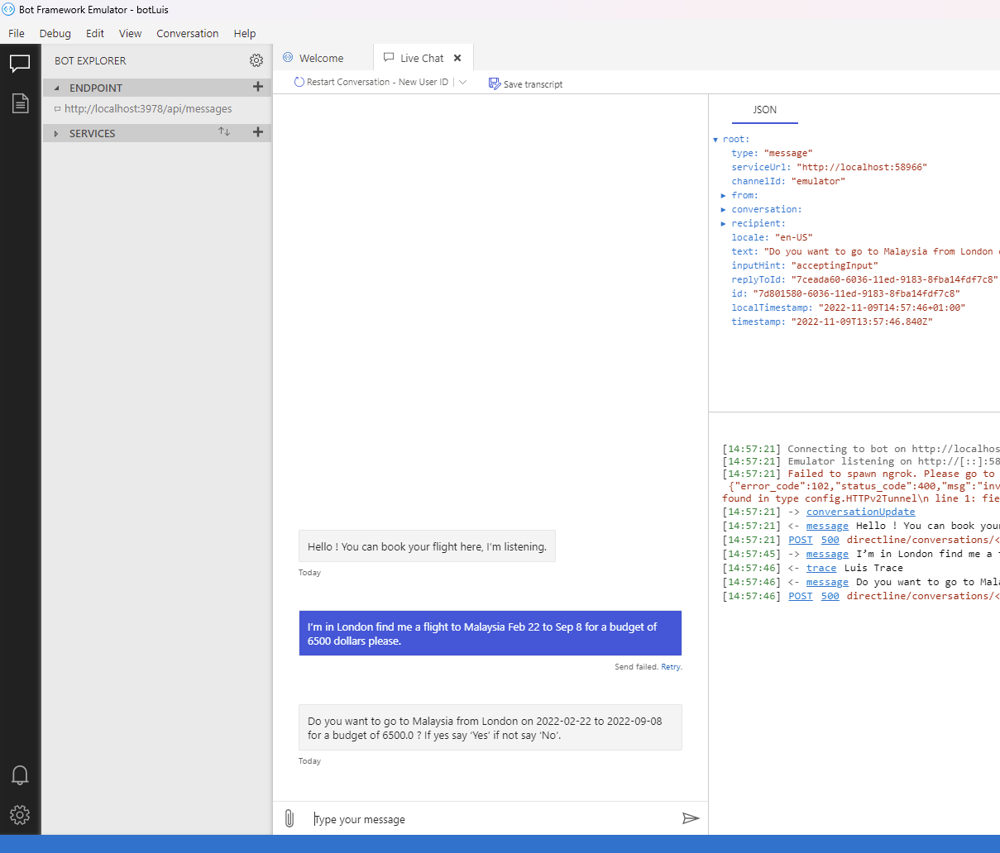 Bot Framework Emulator - botLuis
File Debug Edit View Conversation Help
BOT EXPLORER
ENDPOINT
http://localhost:3978/api/messages
SERVICES
Welcome
Live Chat
Restart Conversation - New User ID
Save transcript
Hello ! You can book your flight here, I’m listening.
Today
I’m in London find me a flight to Malaysia Feb 22 to Sep 8 for a budget of
6500 dollars please.
Send failed. Retry.
Do you want to go to Malaysia from London on 2022-02-22 to 2022-09-08
for a budget of 6500.0 ? If yes say ‘Yes’ if not say ‘No’.
Today
Type your message
JSON
root:
type: "message"
serviceUrl: "http://localhost:58966"
channelId: "emulator"
from:
conversation:
recipient:
locale: "en-US"
text: "Do you want to go to Malaysia from London
inputHint: "acceptingInput"
replyToId: "7ceada60-6036-11ed-9183-8fba14fdf7c8"
id: "7d801580-6036-11ed-9183-8fba14fdf7c8"
localTimestamp: "2022-11-09T14:57:46+01:00"
timestamp: "2022-11-09T13:57:46.840Z"
[14:57:21] Connecting to bot on http://localhos
[14:57:21] Emulator listening on http://[::]:58
[14:57:21] Failed to spawn ngrok. Please go to
{"error_code":102,"status_code":400,"msg":"inv
found in type config.HTTPv2Tunnel\n line 1: fie
[14:57:21] -> conversationUpdate
[14:57:21] <- message Hello ! You can book your
[14:57:21] POST 500 directline/conversations/<
[14:57:45] -> message I’m in London find me a f
[14:57:46] <- trace Luis Trace
[14:57:46] <- message Do you want to go to Mala
[14:57:46] POST 500 directline/conversations/<